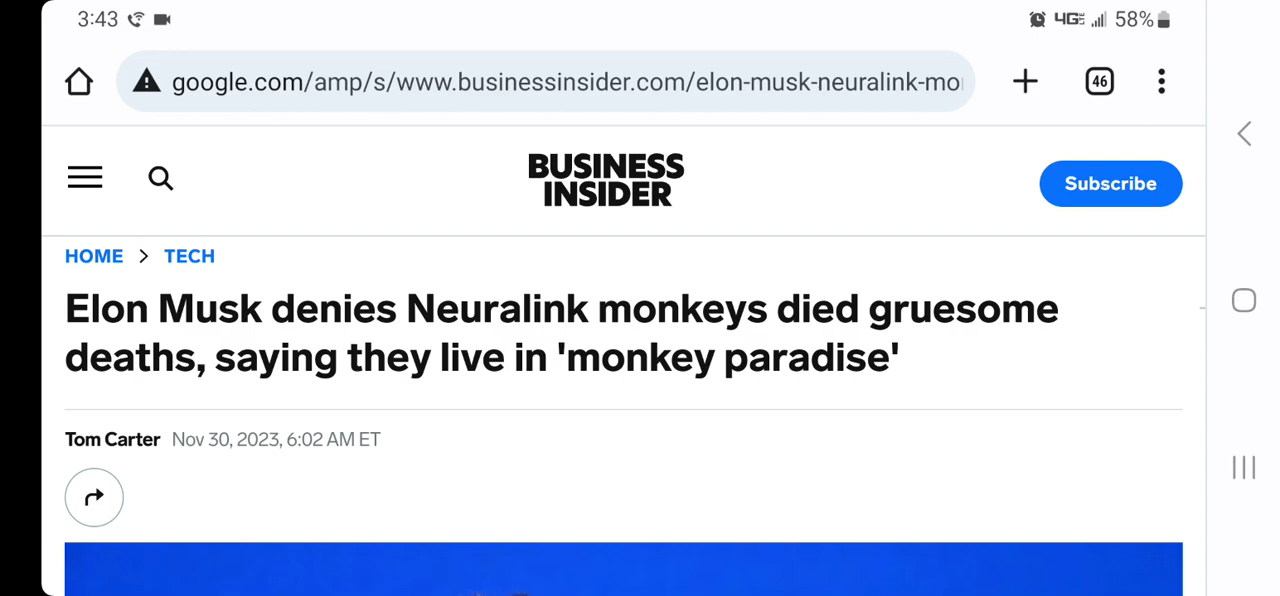 3:43 4G 58%
google.com/amp/s/www.businessinsider.com/elon-musk-neuralink-mo
46
BUSINESS
INSIDER
Subscribe
HOME > TECH
Elon Musk denies Neuralink monkeys died gruesome
deaths, saying they live in 'monkey paradise'
Tom Carter Nov 30, 2023, 6:02 AM ET